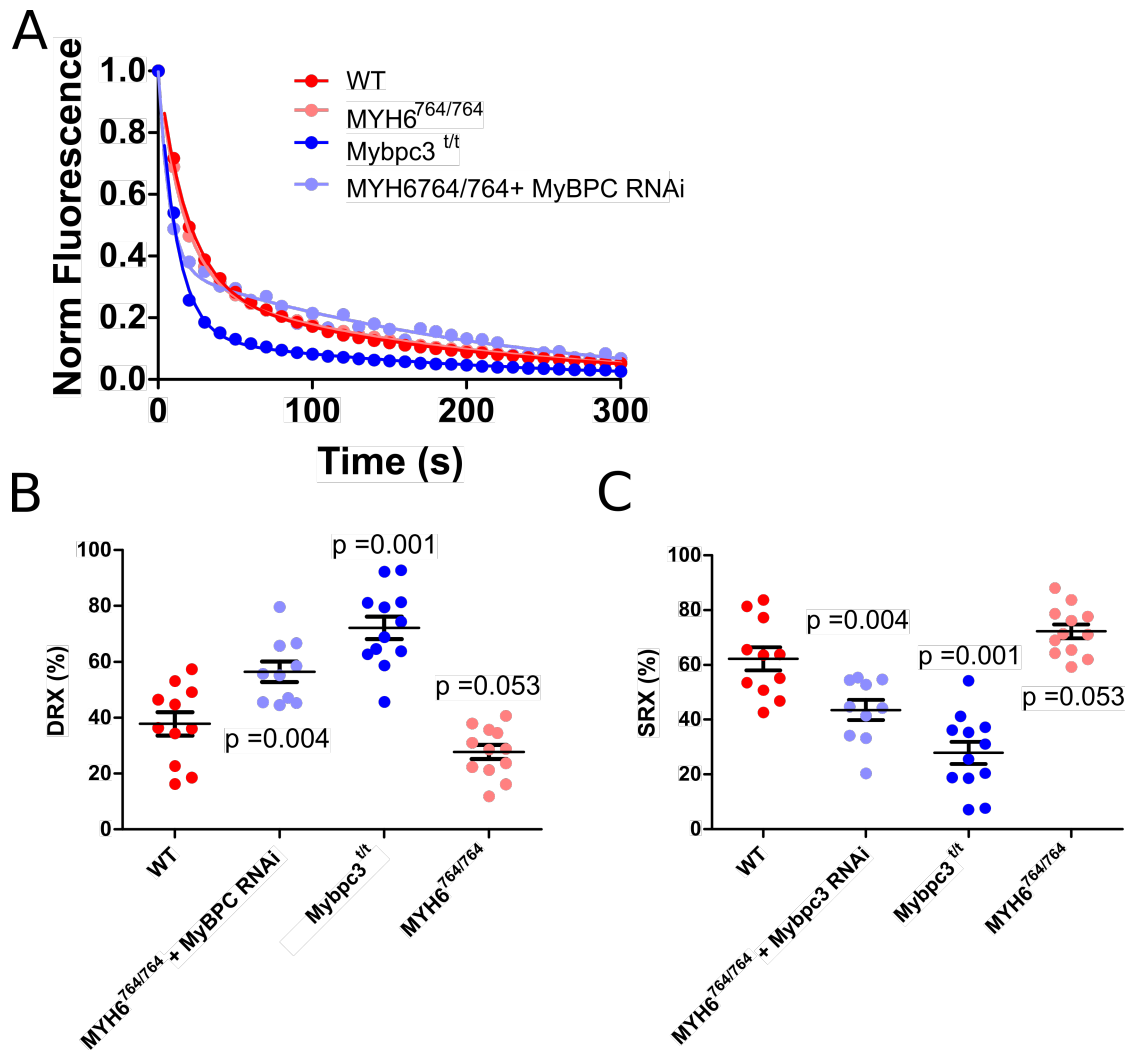 A
Norm Fluorescence
1.0
0.8
0.6
0.4
0.2
0.0
0
100
200
300
Time (s)
WT
MYH6764/764
Mybpc3 t/t
MYH6764/764+ MyBPC RNAi
B
DRX (%)
100
80
60
40
20
0
p =0.004
p =0.001
p =0.053
WT
MYH6764/764 + MyBPC RNAi
Mybpc3 t/t
MYH6764/764
C
SRX (%)
100
80
60
40
20
0
p =0.004
p =0.001
p =0.053
WT
MYH6764/764 + Mybpc3 RNAi
Mybpc3 t/t
MYH6764/764